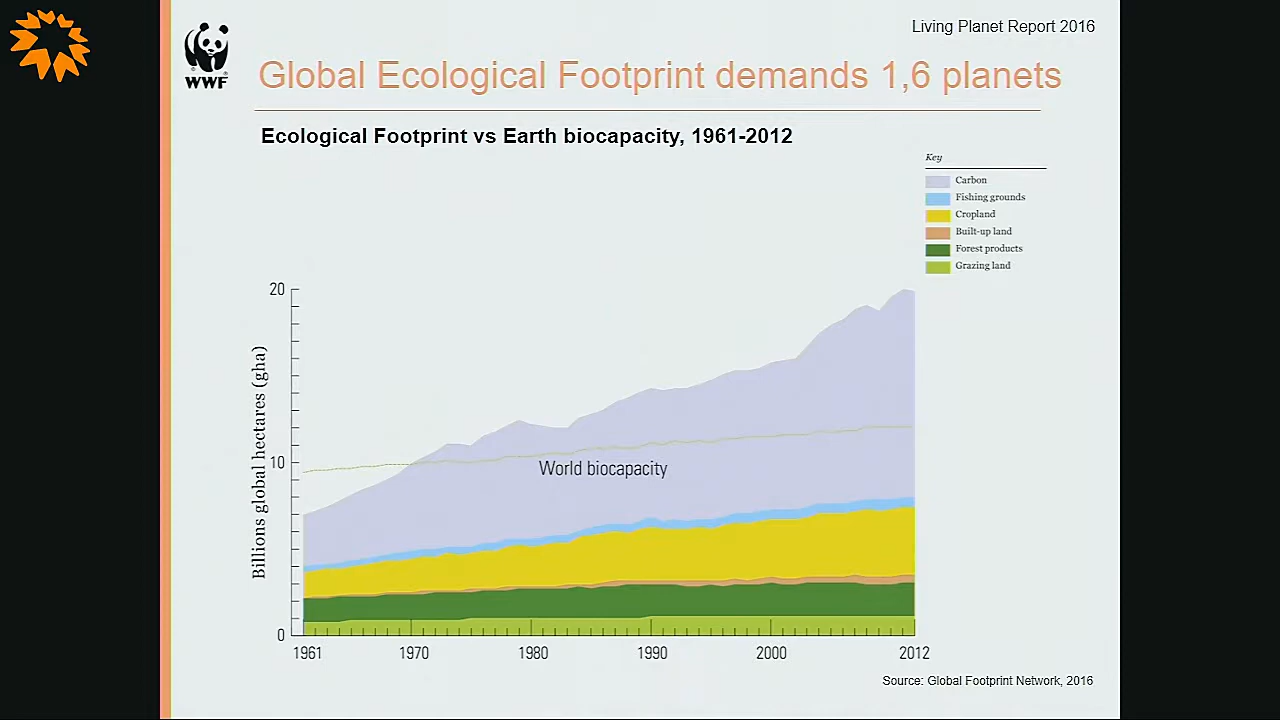 Living Planet Report 2016
WWF
Global Ecological Footprint demands 1,6 planets
Ecological Footprint vs Earth biocapacity, 1961-2012
Key
Carbon
Fishing grounds
Cropland
Built-up land
Forest products
Grazing land
Billions global hectares (gha)
20
10
0
World biocapacity
1961 1970 1980 1990 2000 2012
Source: Global Footprint Network, 2016